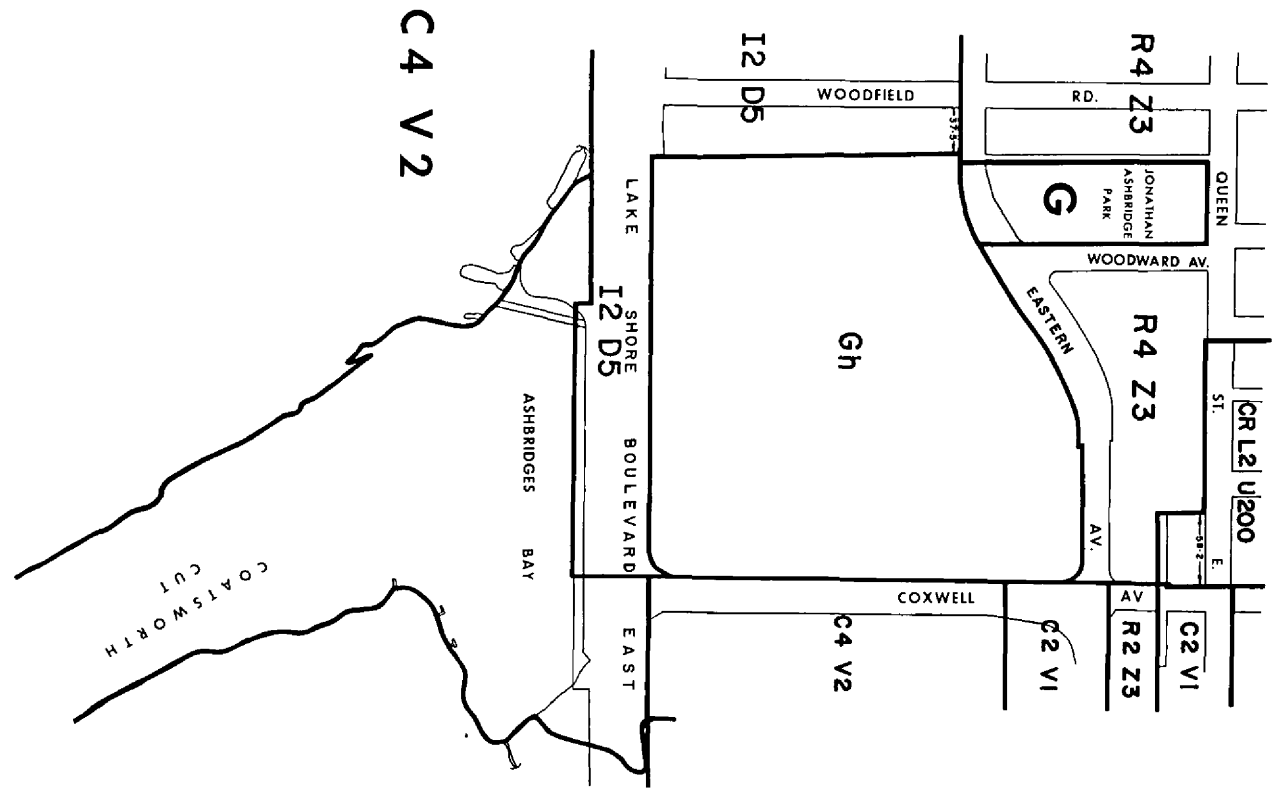 C4 V2
I2 D5
R4 Z3
WOODFIELD RD.
57·5
JONATHAN
ASHBRIDGE
PARK
G
QUEEN ST. E.
WOODWARD AV.
EASTERN AV.
R4 Z3
Gh
LAKE SHORE BOULEVARD EAST
I2 D5
ASHBRIDGES BAY
COATSWORTH
CUT
CR L2 U200
58·2
COXWELL AV
C4 V2
C2 V1
R2 Z3
C2 V1